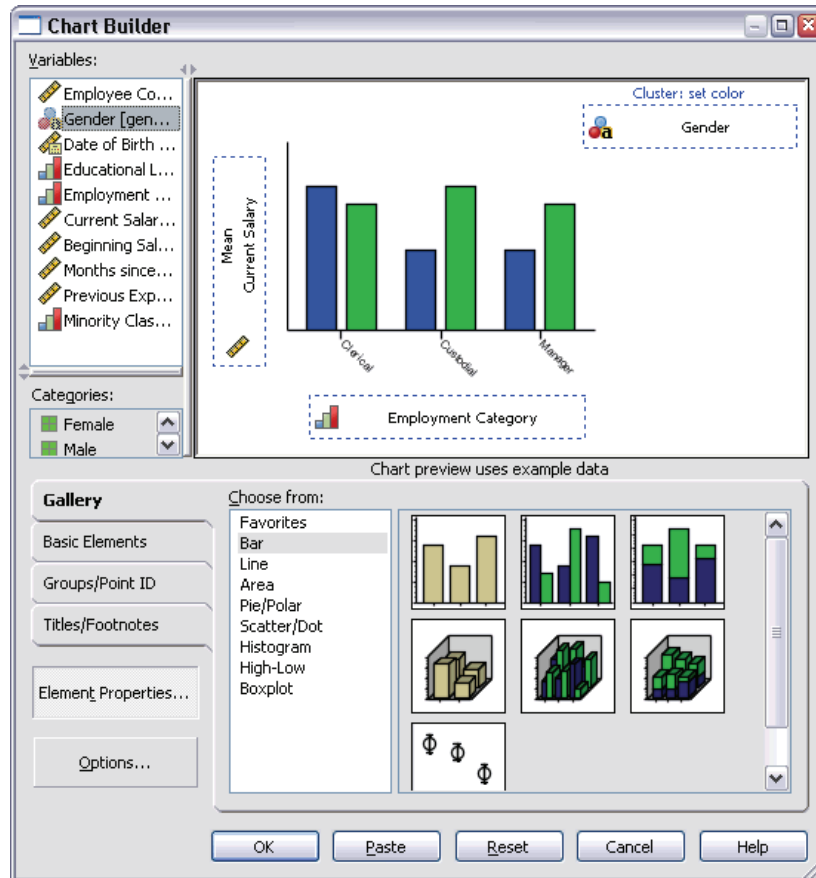 Chart Builder
Variables:
Employee Co...
Gender [gen...
Date of Birth ...
Educational L...
Employment ...
Current Salar...
Beginning Sal...
Months since...
Previous Exp...
Minority Clas...
Categories:
Female
Male
Cluster: set color
a Gender
Mean
Current Salary
Clerical
Custodial
Manager
Employment Category
Chart preview uses example data
Gallery
Basic Elements
Groups/Point ID
Titles/Footnotes
Element Properties...
Options...
Choose from:
Favorites
Bar
Line
Area
Pie/Polar
Scatter/Dot
Histogram
High-Low
Boxplot
OK
Paste
Reset
Cancel
Help